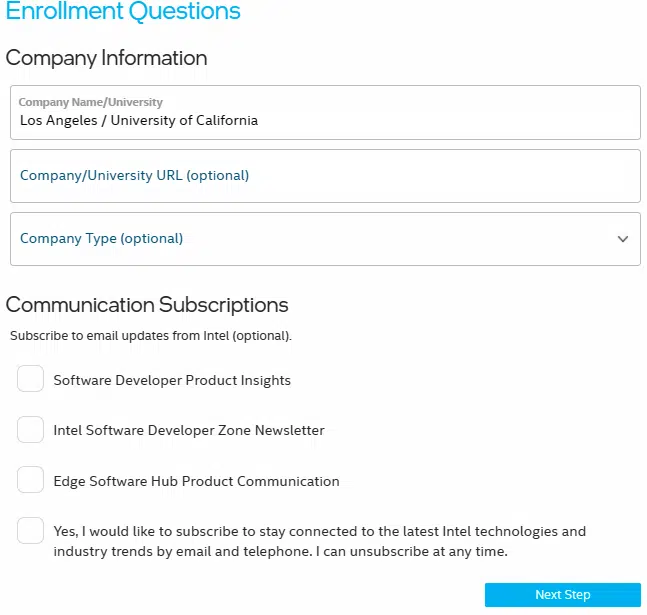 Enrollment Questions
Company Information
Company Name/University
Los Angeles / University of California
Company/University URL (optional)
Company Type (optional)
Communication Subscriptions
Subscribe to email updates from Intel (optional).
Software Developer Product Insights
Intel Software Developer Zone Newsletter
Edge Software Hub Product Communication
Yes, I would like to subscribe to stay connected to the latest Intel technologies and
industry trends by email and telephone. I can unsubscribe at any time.
Next Step